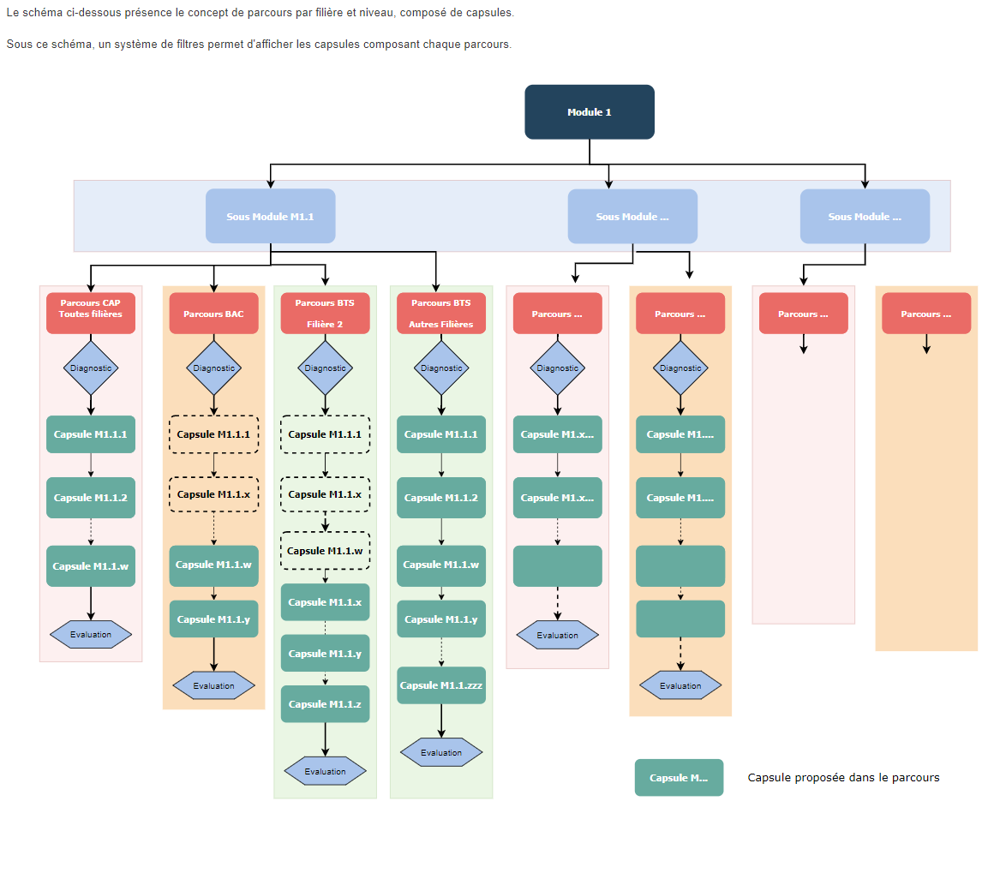 Le schéma ci-dessous présence le concept de parcours par filière et niveau, composé de capsules.
Sous ce schéma, un système de filtres permet d'afficher les capsules composant chaque parcours.
Module 1
Sous Module M1.1
Sous Module ...
Sous Module ...
Parcours CAP
Toutes filières
Parcours BAC
Parcours BTS
Filière 2
Parcours BTS
Autres Filières
Parcours ...
Parcours ...
Parcours ...
Parcours ...
Diagnostic
Diagnostic
Diagnostic
Diagnostic
Diagnostic
Diagnostic
Capsule M1.1.1
Capsule M1.1.1
Capsule M1.1.1
Capsule M1.1.1
Capsule M1.x...
Capsule M1....
Capsule M1.1.2
Capsule M1.1.x
Capsule M1.1.x
Capsule M1.1.2
Capsule M1.x...
Capsule M1....
Capsule M1.1.w
Capsule M1.1.w
Capsule M1.1.w
Capsule M1.1.w
Capsule M1.1.y
Capsule M1.1.x
Capsule M1.1.y
Evaluation
Capsule M1.1.y
Evaluation
Evaluation
Capsule M1.1.z
Capsule M1.1.zzz
Evaluation
Evaluation
Evaluation
Capsule M...
Capsule proposée dans le parcours